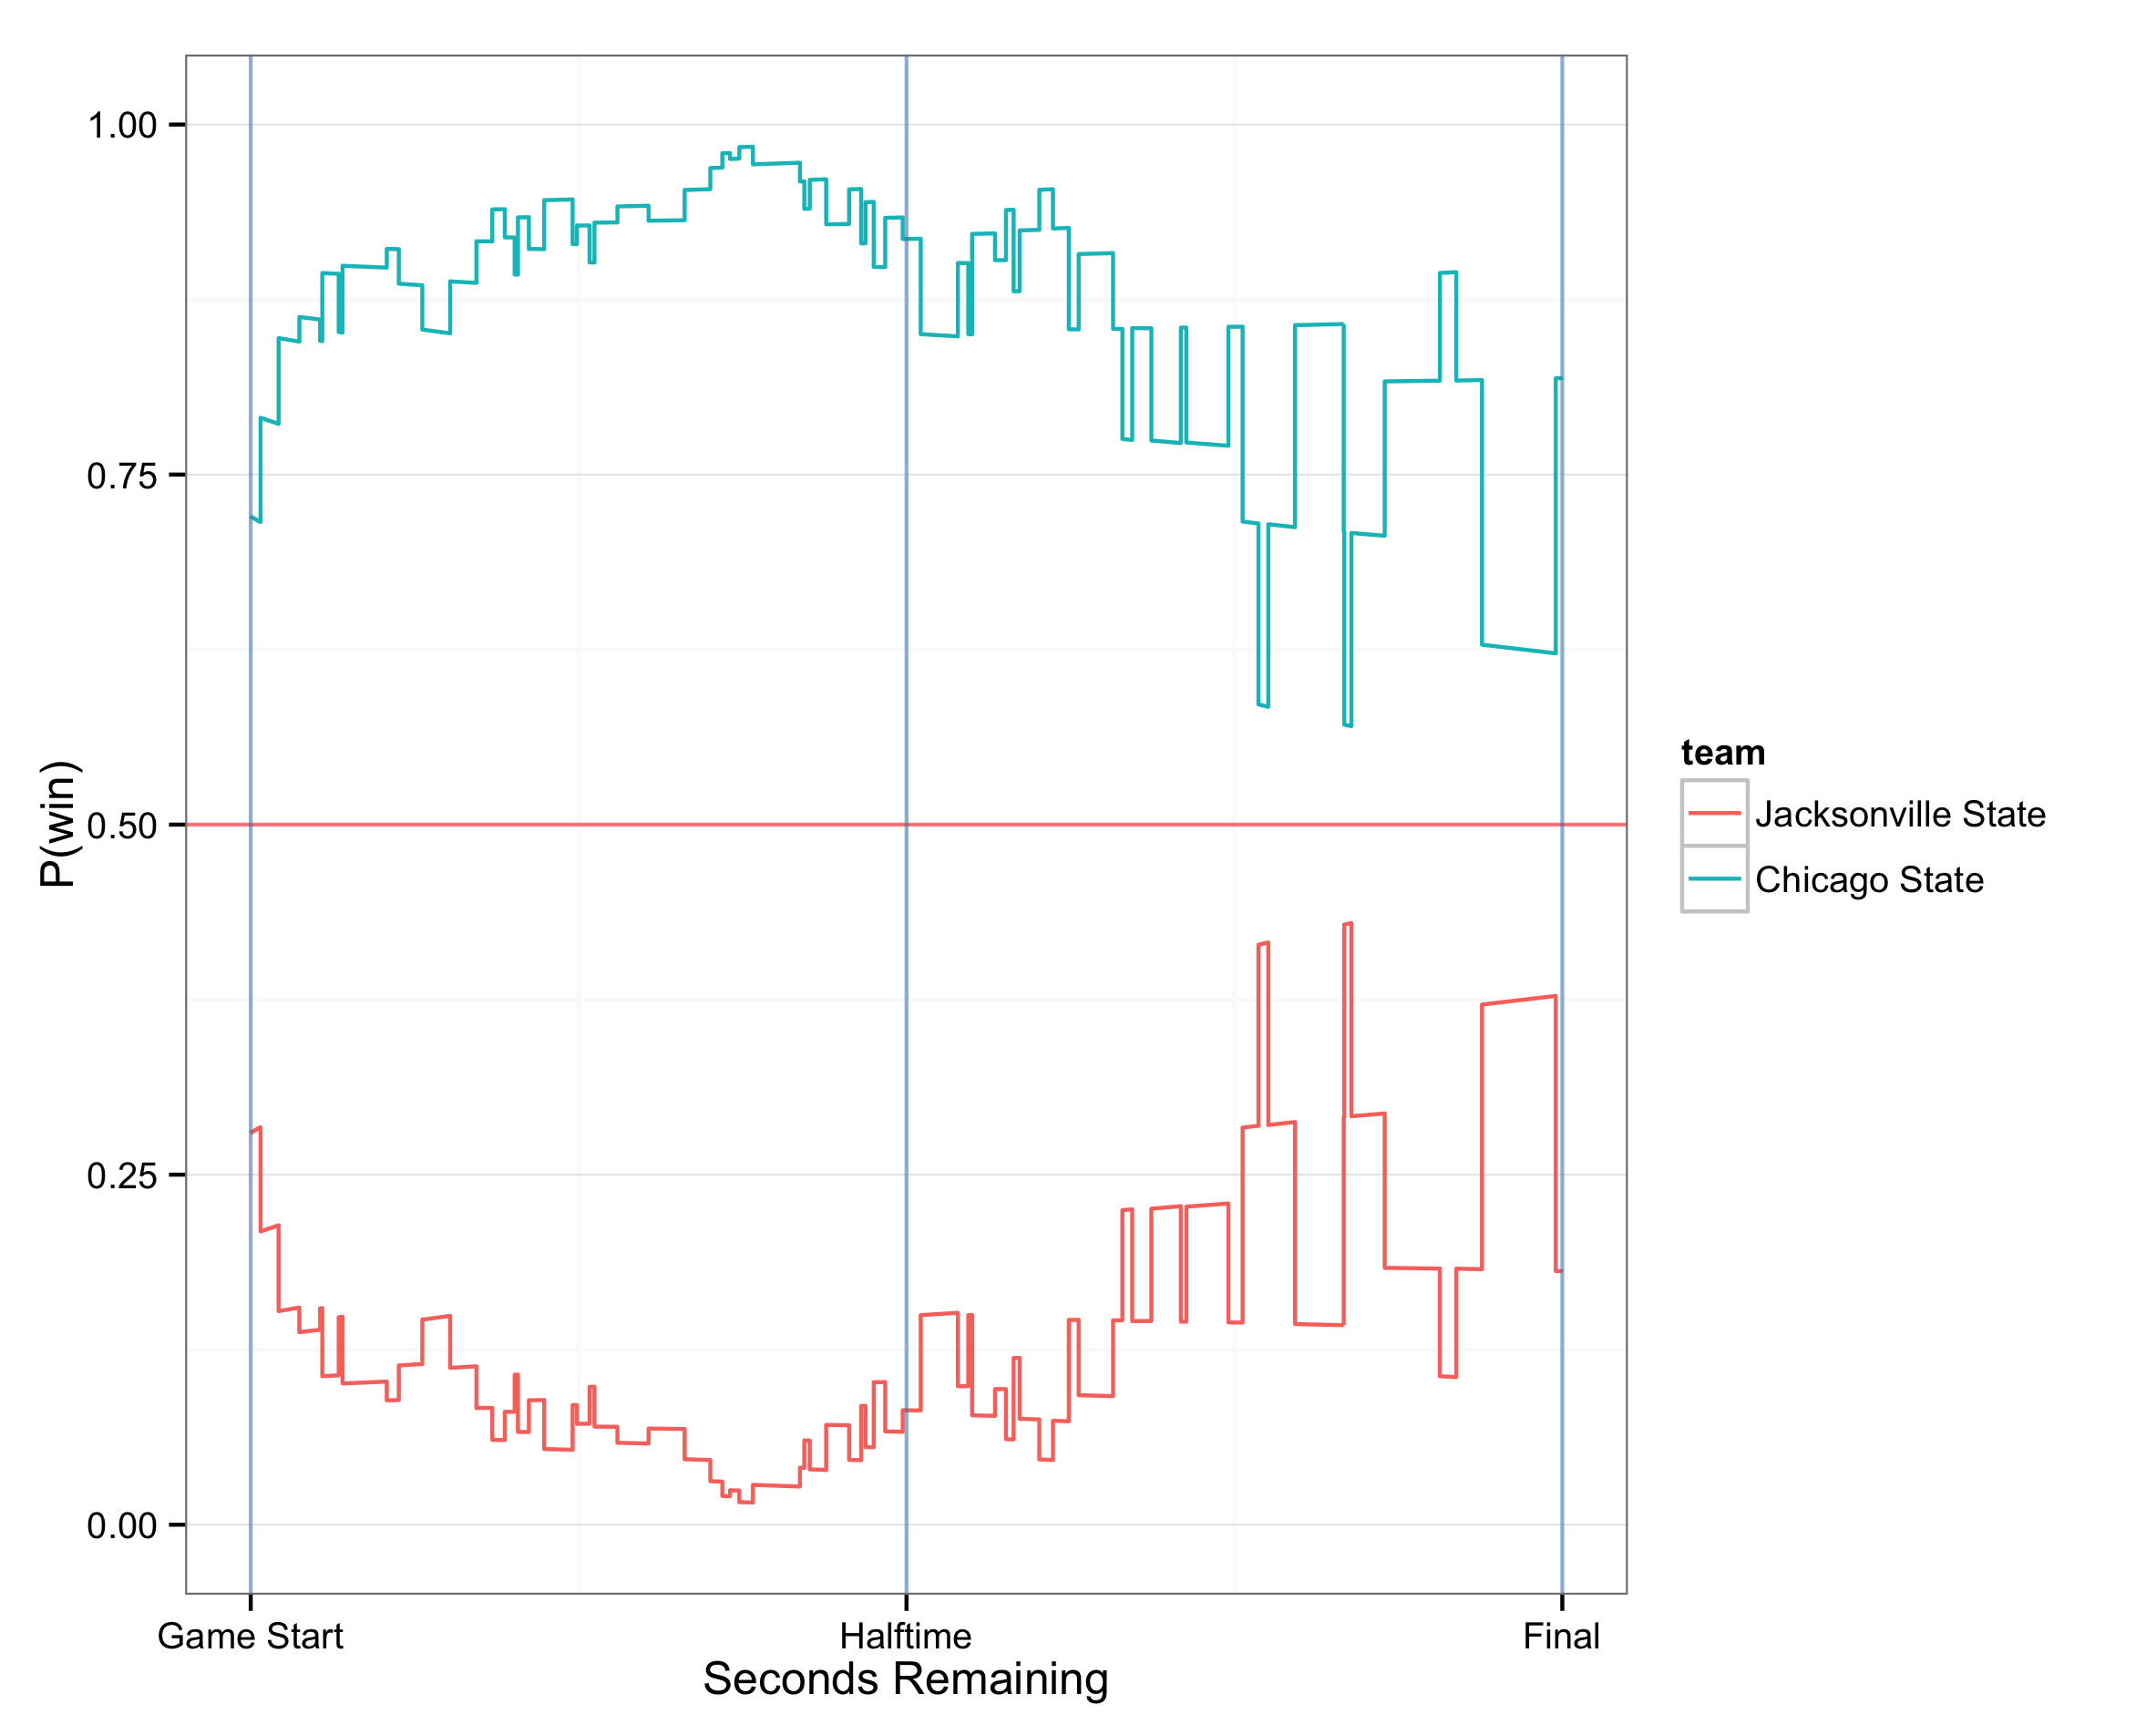 1.00
0.75
0.50
0.25
0.00
P(win)
Game Start
Halftime
Final
Seconds Remaining
team
Jacksonville State
Chicago State